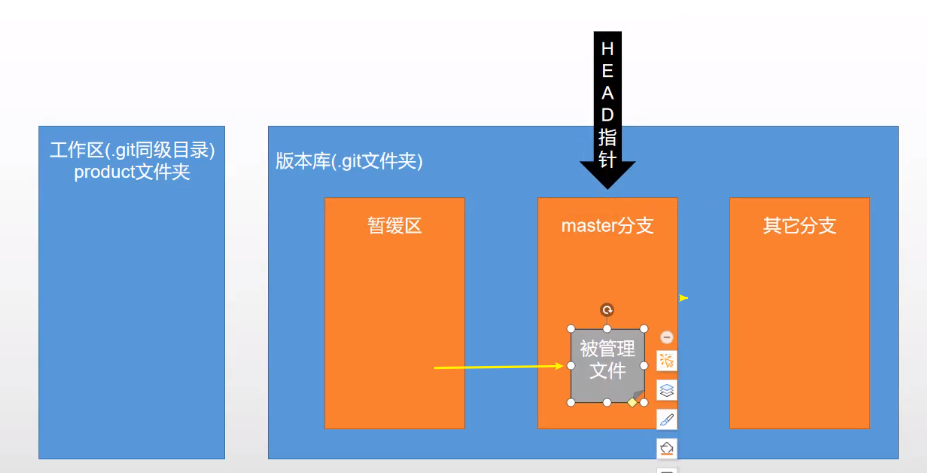 HEAD指针
工作区(.git同级目录)
product文件夹
版本库(.git文件夹)
暂缓区
master分支
其它分支
被管理
文件